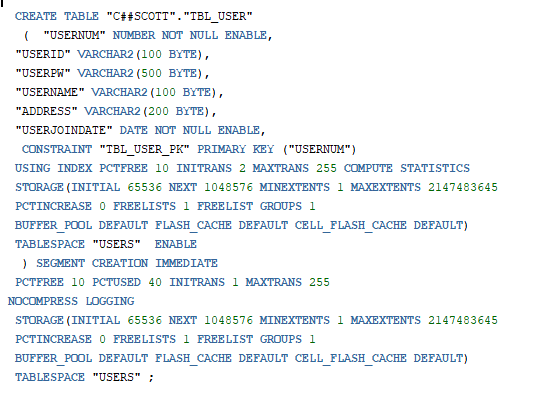 CREATE TABLE "C##SCOTT"."TBL_USER"
( "USERNUM" NUMBER NOT NULL ENABLE,
"USERID" VARCHAR2(100 BYTE),
"USERPW" VARCHAR2(500 BYTE),
"USERNAME" VARCHAR2(100 BYTE),
"ADDRESS" VARCHAR2(200 BYTE),
"USERJOINDATE" DATE NOT NULL ENABLE,
CONSTRAINT "TBL_USER_PK" PRIMARY KEY ("USERNUM")
USING INDEX PCTFREE 10 INITRANS 2 MAXTRANS 255 COMPUTE STATISTICS
STORAGE(INITIAL 65536 NEXT 1048576 MINEXTENTS 1 MAXEXTENTS 2147483645
PCTINCREASE 0 FREELISTS 1 FREELIST GROUPS 1
BUFFER_POOL DEFAULT FLASH_CACHE DEFAULT CELL_FLASH_CACHE DEFAULT)
TABLESPACE "USERS"  ENABLE
) SEGMENT CREATION IMMEDIATE
PCTFREE 10 PCTUSED 40 INITRANS 1 MAXTRANS 255
NOCOMPRESS LOGGING
STORAGE(INITIAL 65536 NEXT 1048576 MINEXTENTS 1 MAXEXTENTS 2147483645
PCTINCREASE 0 FREELISTS 1 FREELIST GROUPS 1
BUFFER_POOL DEFAULT FLASH_CACHE DEFAULT CELL_FLASH_CACHE DEFAULT)
TABLESPACE "USERS" ;